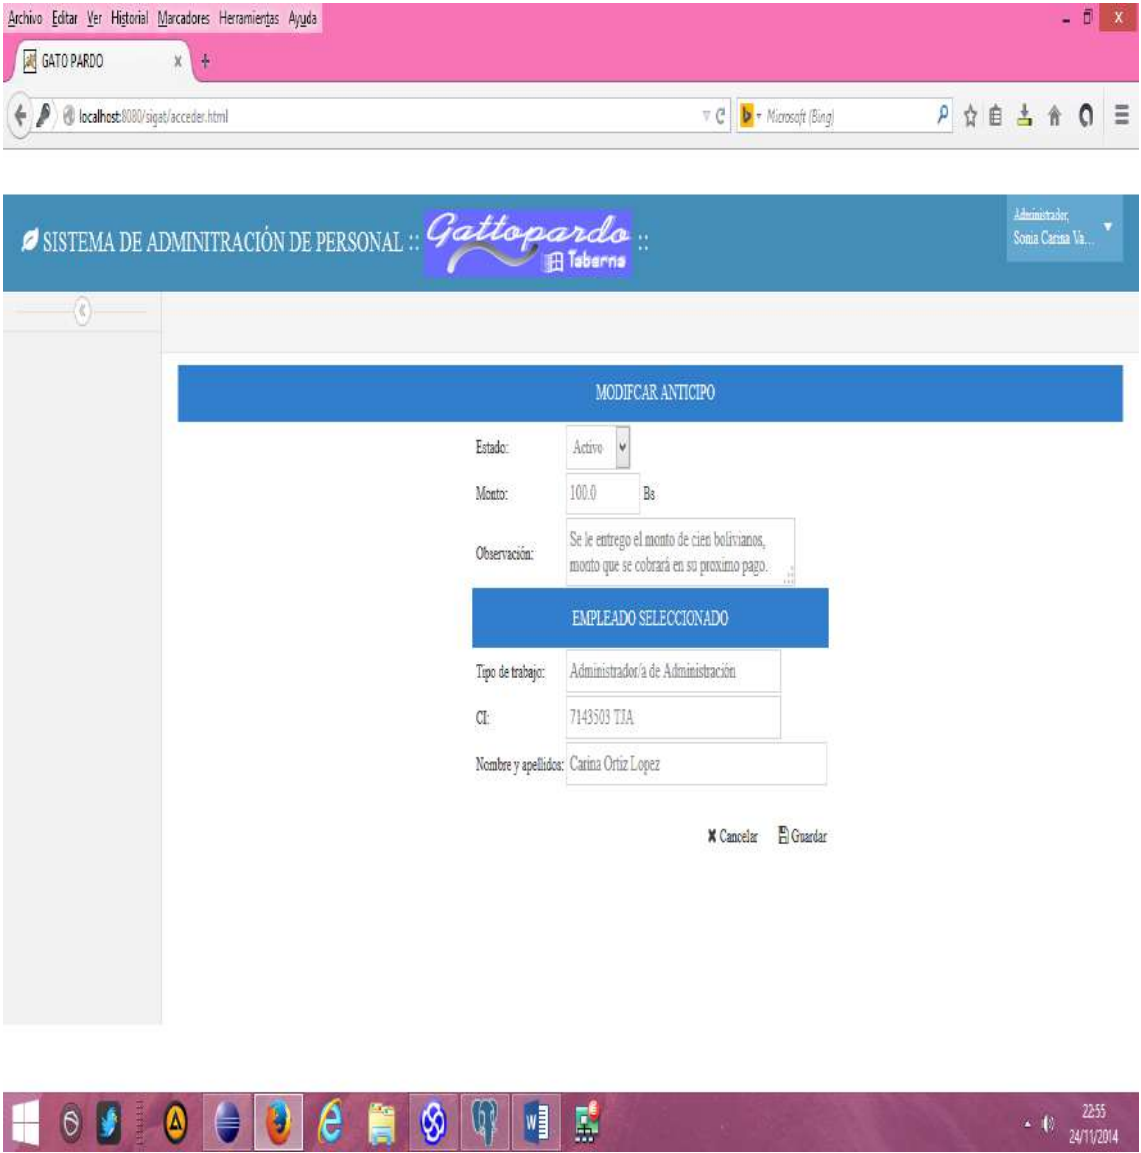 Archivo Editar Ver Historial Marcadores Herramientas Ayuda
GATO PARDO
localhost:8080/sigat/acceder.html
Microsoft (Bing)
SISTEMA DE ADMINITRACIÓN DE PERSONAL :: Gattopardo Taberna ::
Administrador,
Sonia Carina Va...
MODIFCAR ANTICIPO
Estado: Activo
Monto: 100.0 Bs
Observación: Se le entrego el monto de cien bolivianos,
monto que se cobrará en su proximo pago.
EMPLEADO SELECCIONADO
Tipo de trabajo: Administrador/a de Administración
CI: 7143503 TJA
Nombre y apellidos: Carina Ortiz Lopez
Cancelar Guardar
22:55
24/11/2014